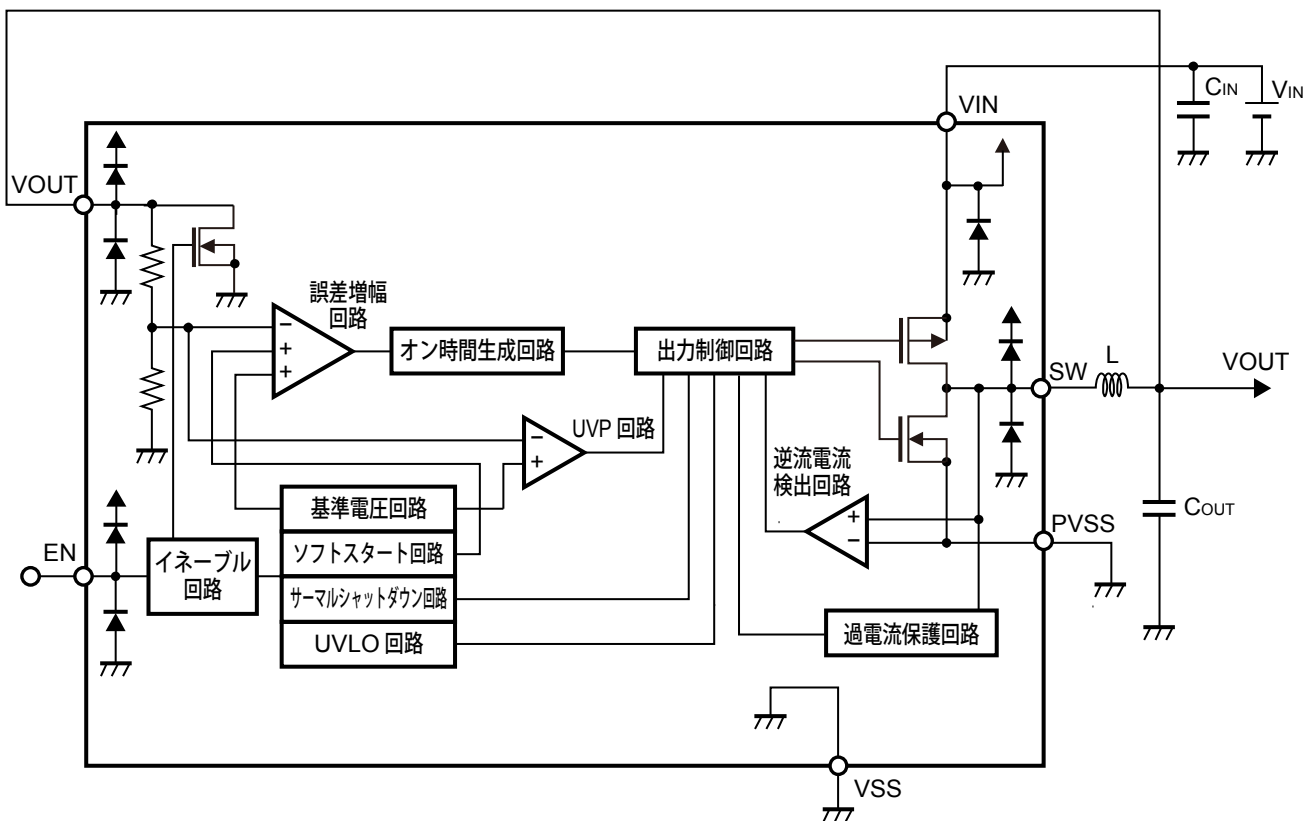 CIN
VIN
VIN
VOUT
誤差増幅
回路
−
+
+
オン時間生成回路
出力制御回路
SW
L
VOUT
UVP 回路
−
+
逆流電流
検出回路
+
−
基準電圧回路
ソフトスタート回路
サーマルシャットダウン回路
UVLO 回路
EN
イネーブル
回路
PVSS
COUT
過電流保護回路
VSS